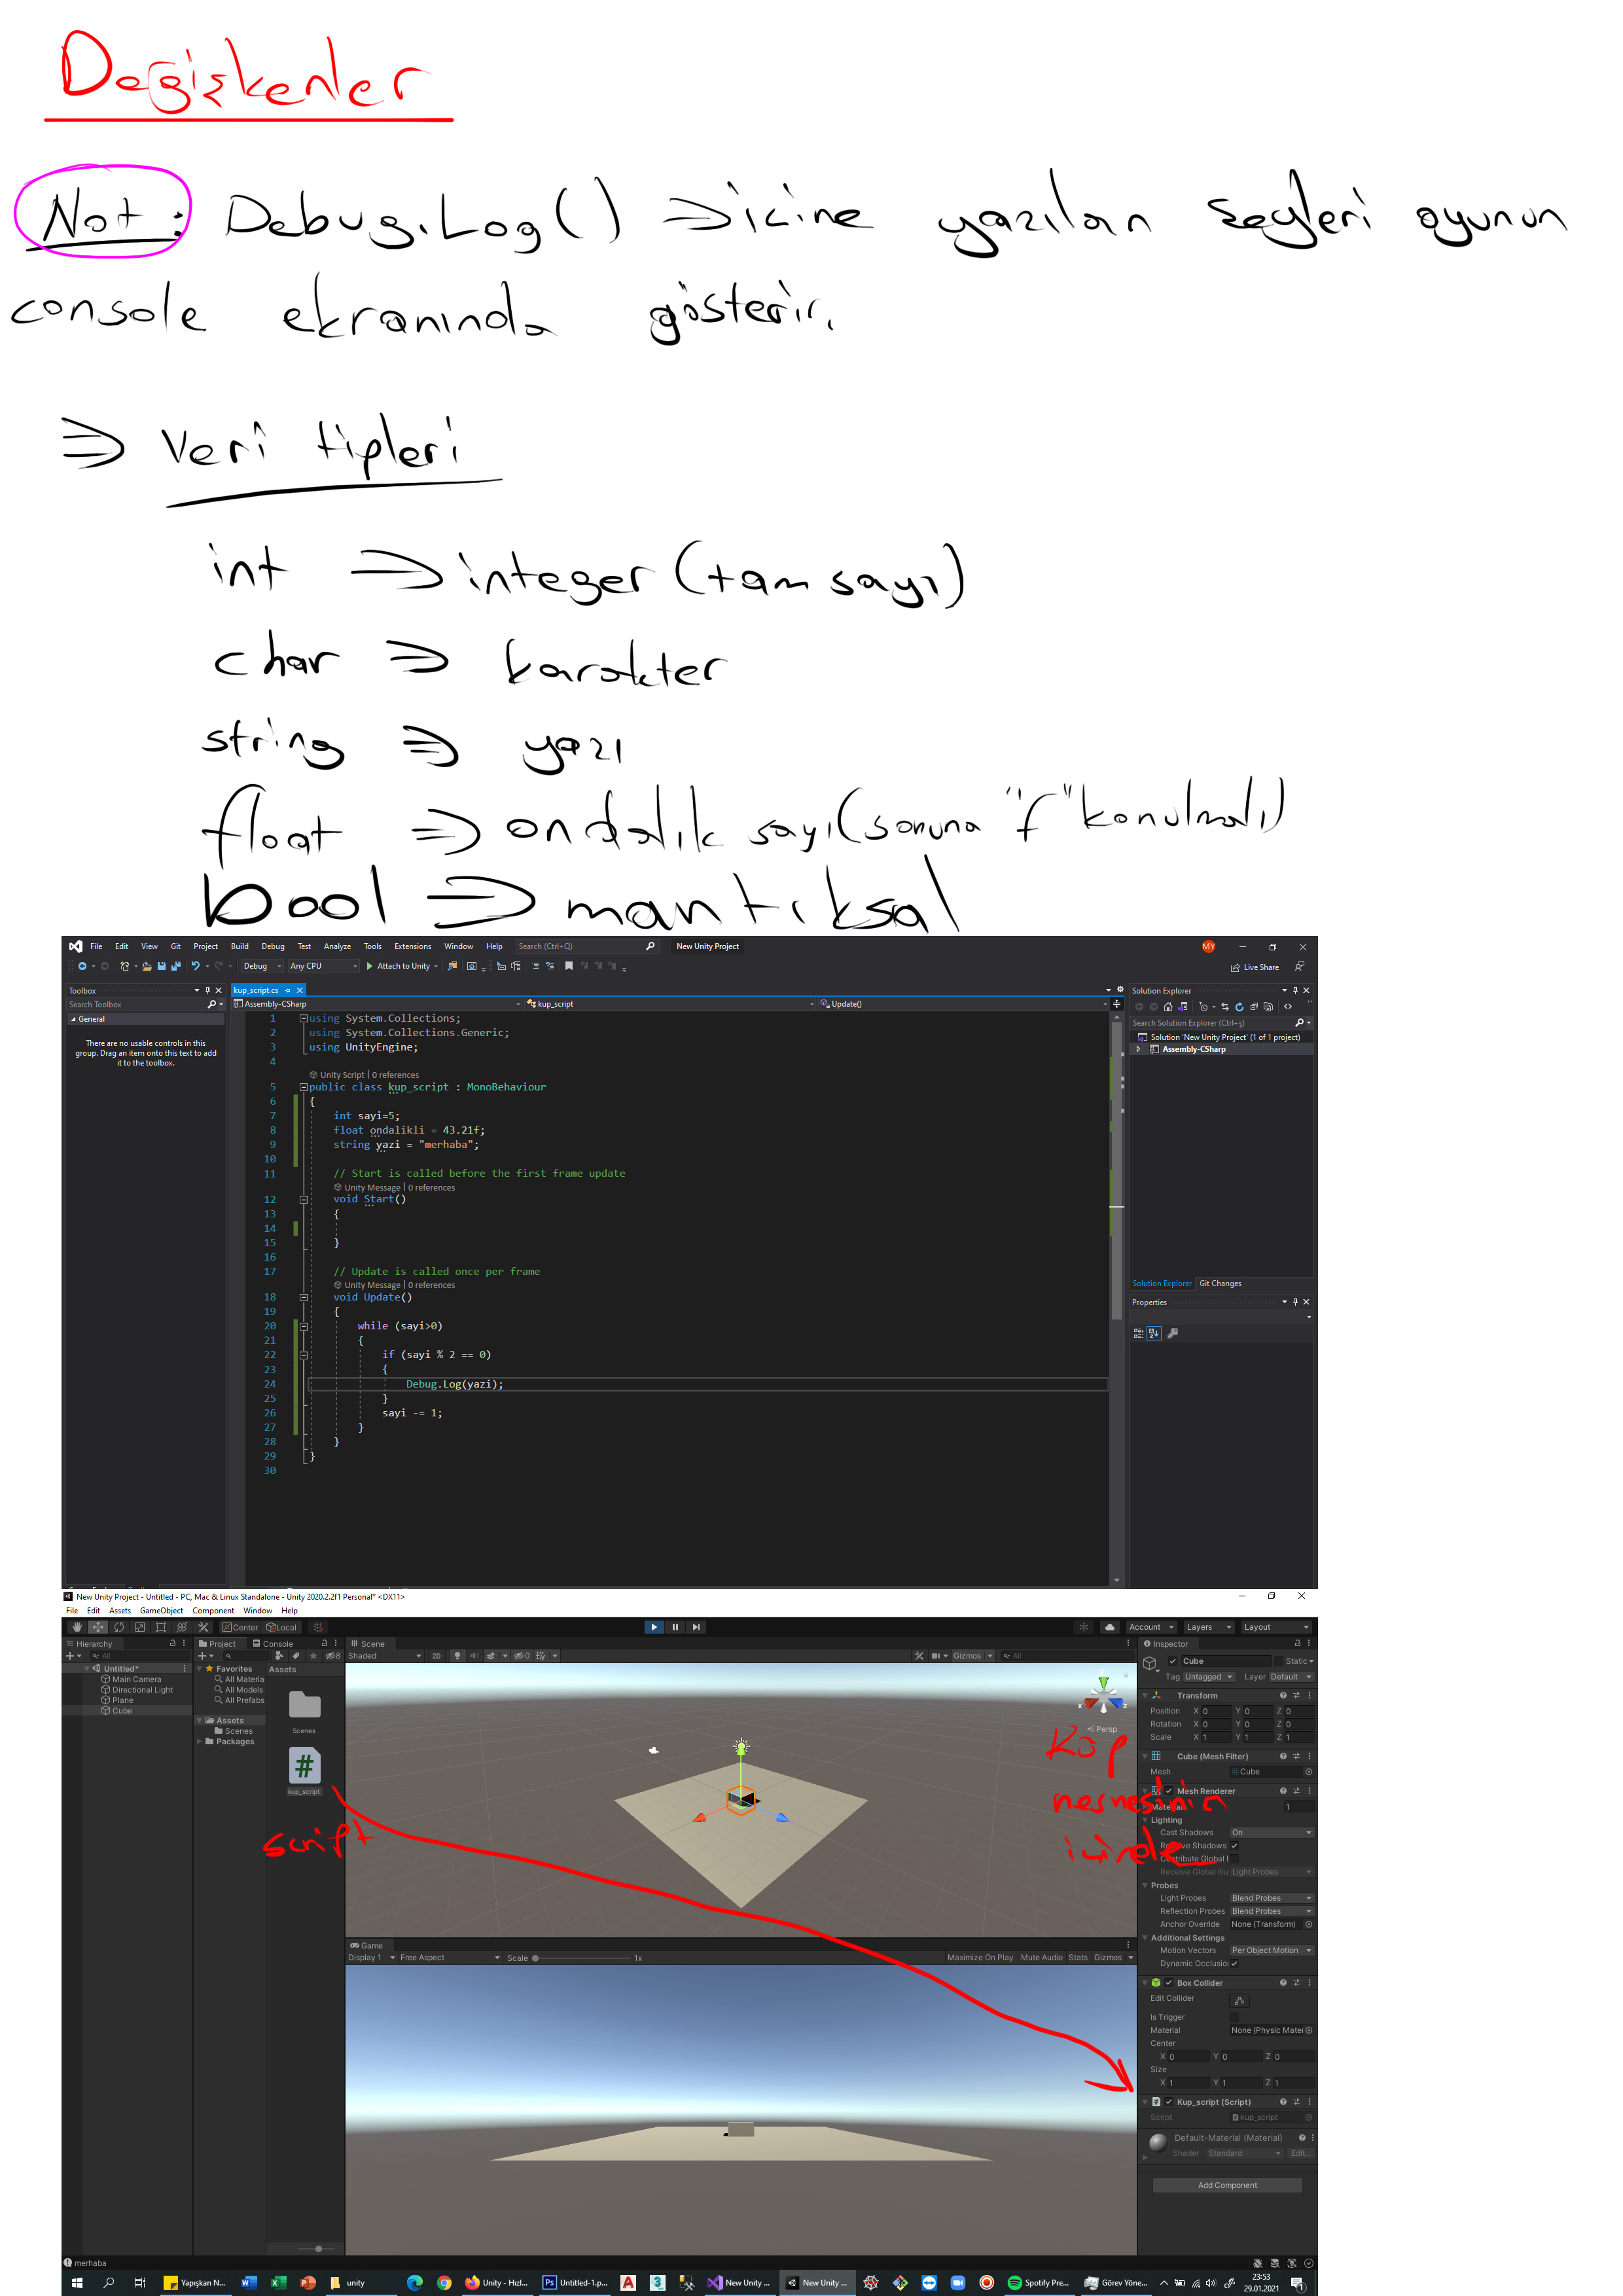 Değişkenler
Not: Debug.Log() => içine yazılan şeyleri oyunun
console ekranında gösterir.
=> Veri tipleri
int => integer (tam sayı)
char => karakter
string => yazı
float => ondalık sayı (sonuna "f" konulmalı)
bool => mantıksal
File Edit View Git Project Build Debug Test Analyze Tools Extensions Window Help Search (Ctrl+Q) New Unity Project MY
Debug Any CPU Attach to Unity Live Share
Toolbox
Search Toolbox
General
There are no usable controls in this
group. Drag an item onto this text to add
it to the toolbox.
kup_script.cs
Assembly-CSharp kup_script Update()
1 using System.Collections;
2 using System.Collections.Generic;
3 using UnityEngine;
4
Unity Script | 0 references
5 public class kup_script : MonoBehaviour
6 {
7 int sayi=5;
8 float ondalikli = 43.21f;
9 string yazi = "merhaba";
10
11 // Start is called before the first frame update
Unity Message | 0 references
12 void Start()
13 {
14
15 }
16
17 // Update is called once per frame
Unity Message | 0 references
18 void Update()
19 {
20 while (sayi>0)
21 {
22 if (sayi % 2 == 0)
23 {
24 Debug.Log(yazi);
25 }
26 sayi -= 1;
27 }
28 }
29 }
30
Solution Explorer
Search Solution Explorer (Ctrl+ş)
Solution 'New Unity Project' (1 of 1 project)
Assembly-CSharp
Solution Explorer Git Changes
Properties
New Unity Project - Untitled - PC, Mac & Linux Standalone - Unity 2020.2.2f1 Personal* <DX11>
File Edit Assets GameObject Component Window Help
Center Local Account Layers Layout
Hierarchy
All
Untitled*
Main Camera
Directional Light
Plane
Cube
Project Console
8
Favorites
All Materia
All Models
All Prefabs
Assets
Scenes
Packages
Assets
Scenes
kup_script
script
Scene
Shaded 2D 0 Gizmos All
x z
Persp
Küp
nesnesinin
içinde
Game
Display 1 Free Aspect Scale 1x Maximize On Play Mute Audio Stats Gizmos
Inspector
Cube Static
Tag Untagged Layer Default
Transform
Position X 0 Y 0 Z 0
Rotation X 0 Y 0 Z 0
Scale X 1 Y 1 Z 1
Cube (Mesh Filter)
Mesh Cube
Mesh Renderer
Materials 1
Lighting
Cast Shadows On
Receive Shadows
Contribute Global I
Receive Global Illu Light Probes
Probes
Light Probes Blend Probes
Reflection Probes Blend Probes
Anchor Override None (Transform)
Additional Settings
Motion Vectors Per Object Motion
Dynamic Occlusion
Box Collider
Edit Collider
Is Trigger
Material None (Physic Mater
Center
X 0 Y 0 Z 0
Size
X 1 Y 1 Z 1
Kup_script (Script)
Script kup_script
Default-Material (Material)
Shader Standard Edit...
Add Component
merhaba
Yapışkan N... unity Unity - Hızl... Untitled-1.p... New Unity ... New Unity ... Spotify Pre... Görev Yöne... 23:53
29.01.2021